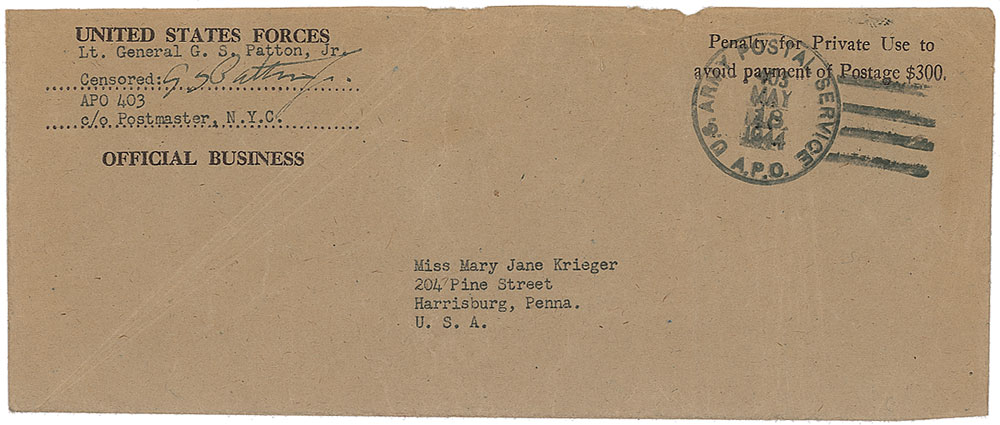 UNITED STATES FORCES
Lt. General G. S. Patton, Jr.
Censored: G S Patton Jr.
APO 403
c/o Postmaster, N.Y.C.
OFFICIAL BUSINESS
Penalty for Private Use to
avoid payment of Postage $300.
U.S. ARMY POSTAL SERVICE
403
MAY
18
1944
A.P.O.
Miss Mary Jane Krieger
204 Pine Street
Harrisburg, Penna.
U. S. A.